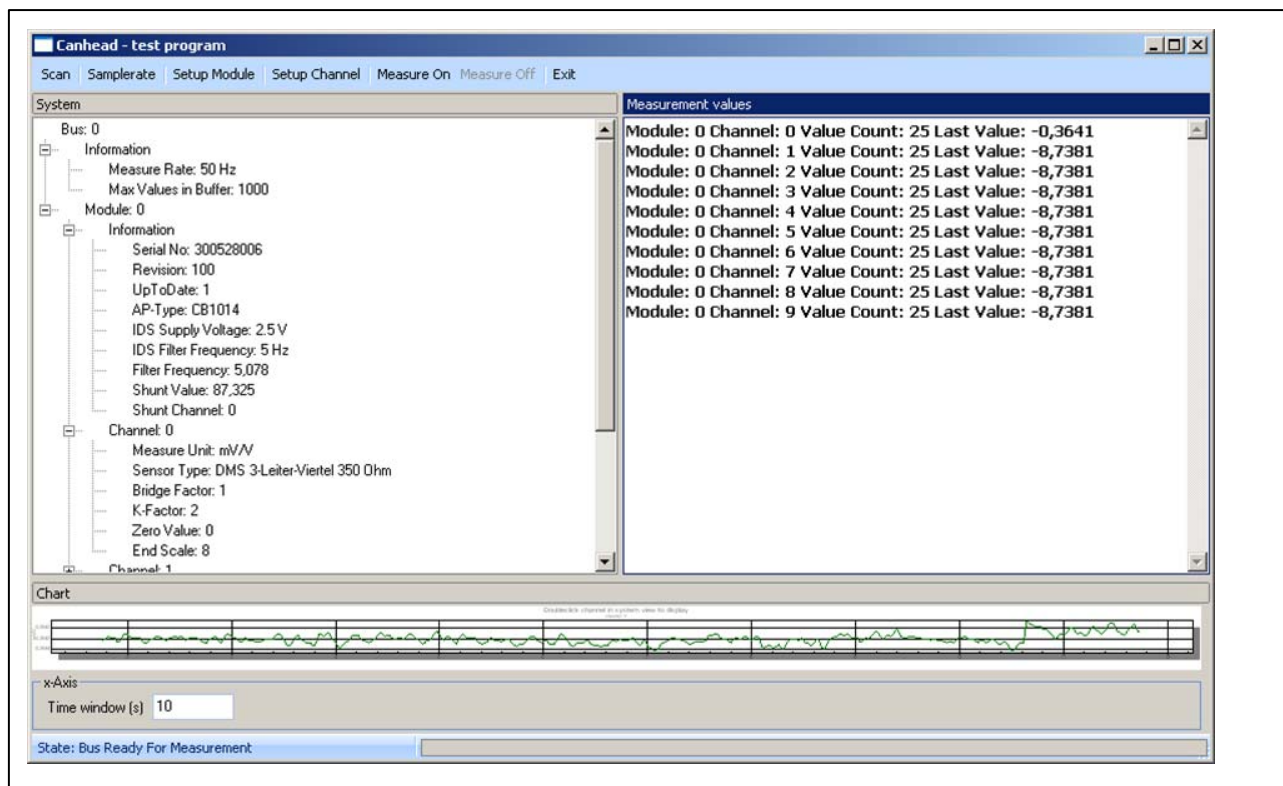 Canhead - test program
Scan Samplerate Setup Module Setup Channel Measure On Measure Off Exit
System
Bus: 0
Information
Measure Rate: 50 Hz
Max Values in Buffer: 1000
Module: 0
Information
Serial No: 300528006
Revision: 100
UpToDate: 1
AP-Type: CB1014
IDS Supply Voltage: 2.5 V
IDS Filter Frequency: 5 Hz
Filter Frequency: 5,078
Shunt Value: 87,325
Shunt Channel: 0
Channel: 0
Measure Unit: mV/V
Sensor Type: DMS 3-Leiter-Viertel 350 Ohm
Bridge Factor: 1
K-Factor: 2
Zero Value: 0
End Scale: 8
Channel: 1
Measurement values
Module: 0 Channel: 0 Value Count: 25 Last Value: -0,3641
Module: 0 Channel: 1 Value Count: 25 Last Value: -8,7381
Module: 0 Channel: 2 Value Count: 25 Last Value: -8,7381
Module: 0 Channel: 3 Value Count: 25 Last Value: -8,7381
Module: 0 Channel: 4 Value Count: 25 Last Value: -8,7381
Module: 0 Channel: 5 Value Count: 25 Last Value: -8,7381
Module: 0 Channel: 6 Value Count: 25 Last Value: -8,7381
Module: 0 Channel: 7 Value Count: 25 Last Value: -8,7381
Module: 0 Channel: 8 Value Count: 25 Last Value: -8,7381
Module: 0 Channel: 9 Value Count: 25 Last Value: -8,7381
Chart
Doubleclick channel in system view to display
x-Axis
Time window (s) 10
State: Bus Ready For Measurement